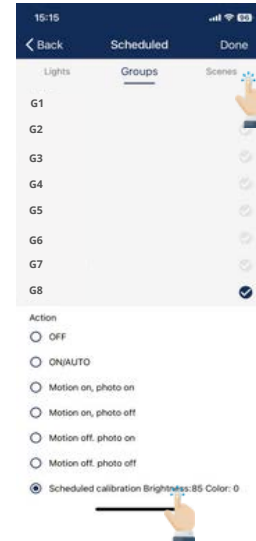 15:15
Back Scheduled Done
Lights Groups Scenes
G1
G2
G3
G4
G5
G6
G7
G8
Action
OFF
ON/AUTO
Motion on, photo on
Motion on, photo off
Motion off. photo on
Motion off. photo off
Scheduled calibration Brightness:85 Color: 0